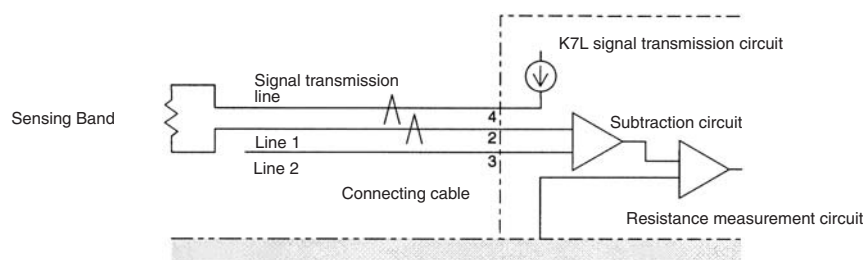 K7L signal transmission circuit
Signal transmission
line
Sensing Band
4
Subtraction circuit
2
Line 1
3
Line 2
Connecting cable
Resistance measurement circuit